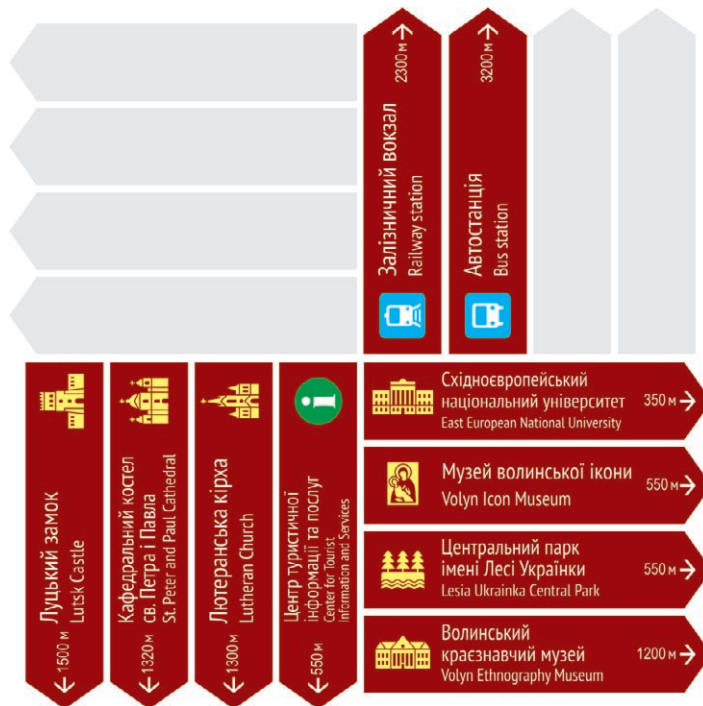 Залізничний вокзал
Railway station
2300 м →
Автостанція
Bus station
3200 м →
Луцький замок
Lutsk Castle
← 1500 м
Кафедральний костел
св. Петра і Павла
St. Peter and Paul Cathedral
← 1320 м
Лютеранська кірха
Lutheran Church
← 1300 м
i
Центр туристичної
інформації та послуг
Center for Tourist
Information and Services
← 550 м
Східноєвропейський
національний університет
East European National University
350 м →
Музей волинської ікони
Volyn Icon Museum
550 м →
Центральний парк
імені Лесі Українки
Lesia Ukrainka Central Park
550 м →
Волинський
краєзнавчий музей
Volyn Ethnography Museum
1200 м →